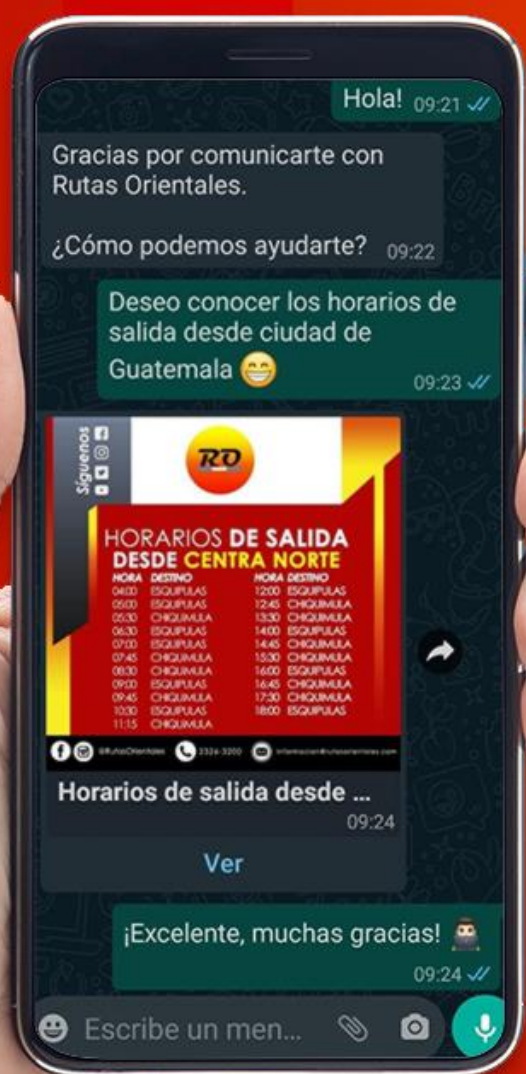 Hola! 09:21
Gracias por comunicarte con
Rutas Orientales.
¿Cómo podemos ayudarte? 09:22
Deseo conocer los horarios de
salida desde ciudad de
Guatemala 😁
09:23
Síguenos
RO
HORARIOS DE SALIDA
DESDE CENTRA NORTE
HORA DESTINO
04:00 ESQUIPULAS
05:00 ESQUIPULAS
05:30 CHIQUIMULA
06:30 ESQUIPULAS
07:00 ESQUIPULAS
07:45 CHIQUIMULA
08:30 CHIQUIMULA
09:00 ESQUIPULAS
09:45 CHIQUIMULA
10:30 ESQUIPULAS
11:15 CHIQUIMULA
HORA DESTINO
12:00 ESQUIPULAS
12:45 CHIQUIMULA
13:30 CHIQUIMULA
14:00 ESQUIPULAS
14:45 CHIQUIMULA
15:30 CHIQUIMULA
16:00 ESQUIPULAS
16:45 CHIQUIMULA
17:30 CHIQUIMULA
18:00 ESQUIPULAS
@RutasOrientales 2326-3200 informacion@rutasorientales.com
Horarios de salida desde ...
09:24
Ver
¡Excelente, muchas gracias!
09:24
Escribe un men...